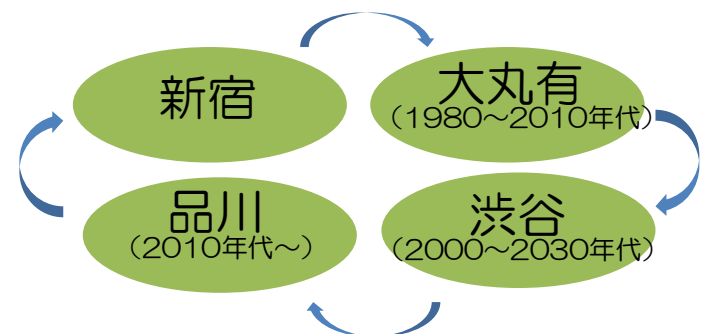 新宿
大丸有
（1980～2010年代）
品川
（2010年代～）
渋谷
（2000～2030年代）